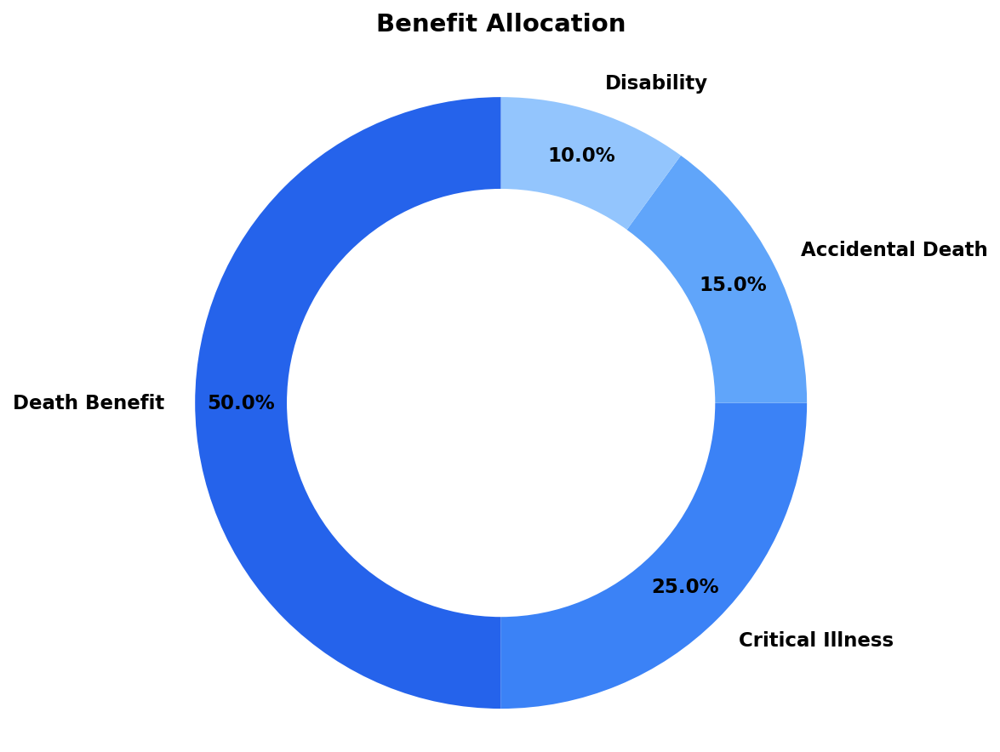 Benefit Allocation
Disability
10.0%
Accidental Death
15.0%
Death Benefit
50.0%
25.0%
Critical Illness